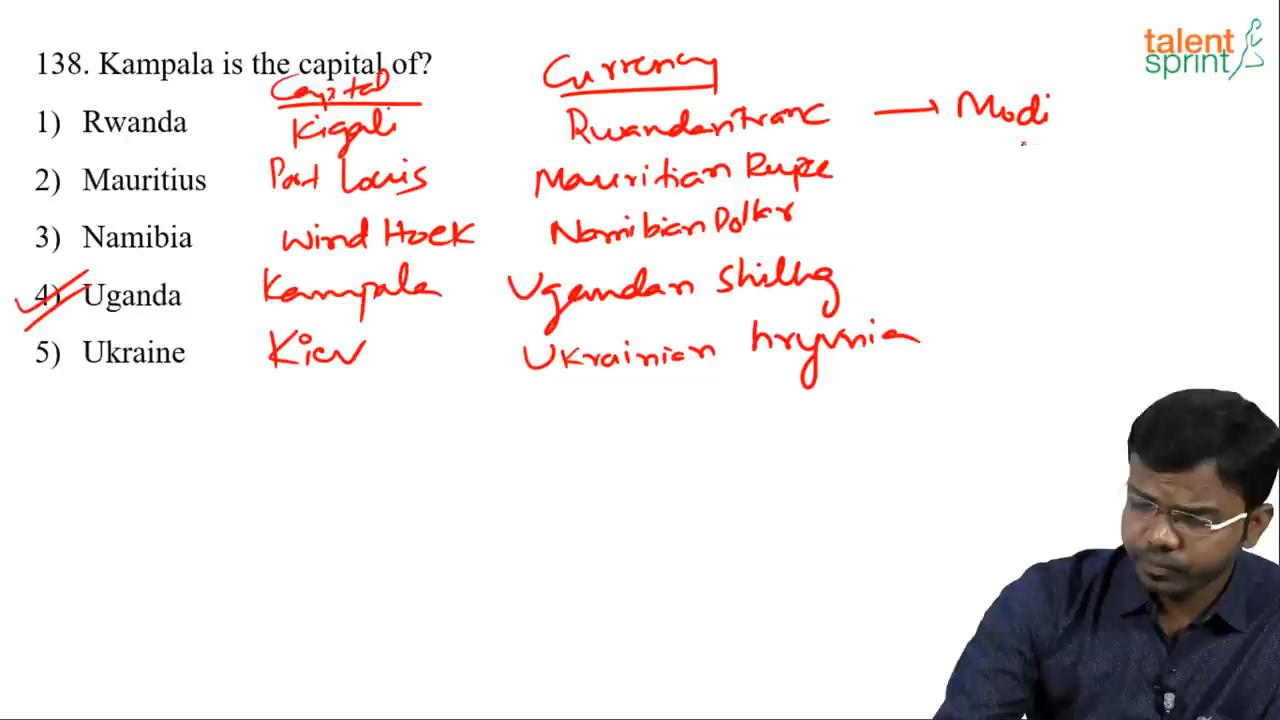 talent
sprint
138. Kampala is the capital of?
Capital Currency
1) Rwanda Kigali Rwandan franc → Modi
2) Mauritius Port Louis Mauritian Rupee
3) Namibia Wind Hoek Namibian Dollar
4) Uganda Kampala Ugandan Shilling
5) Ukraine Kiev Ukrainian hryvnia